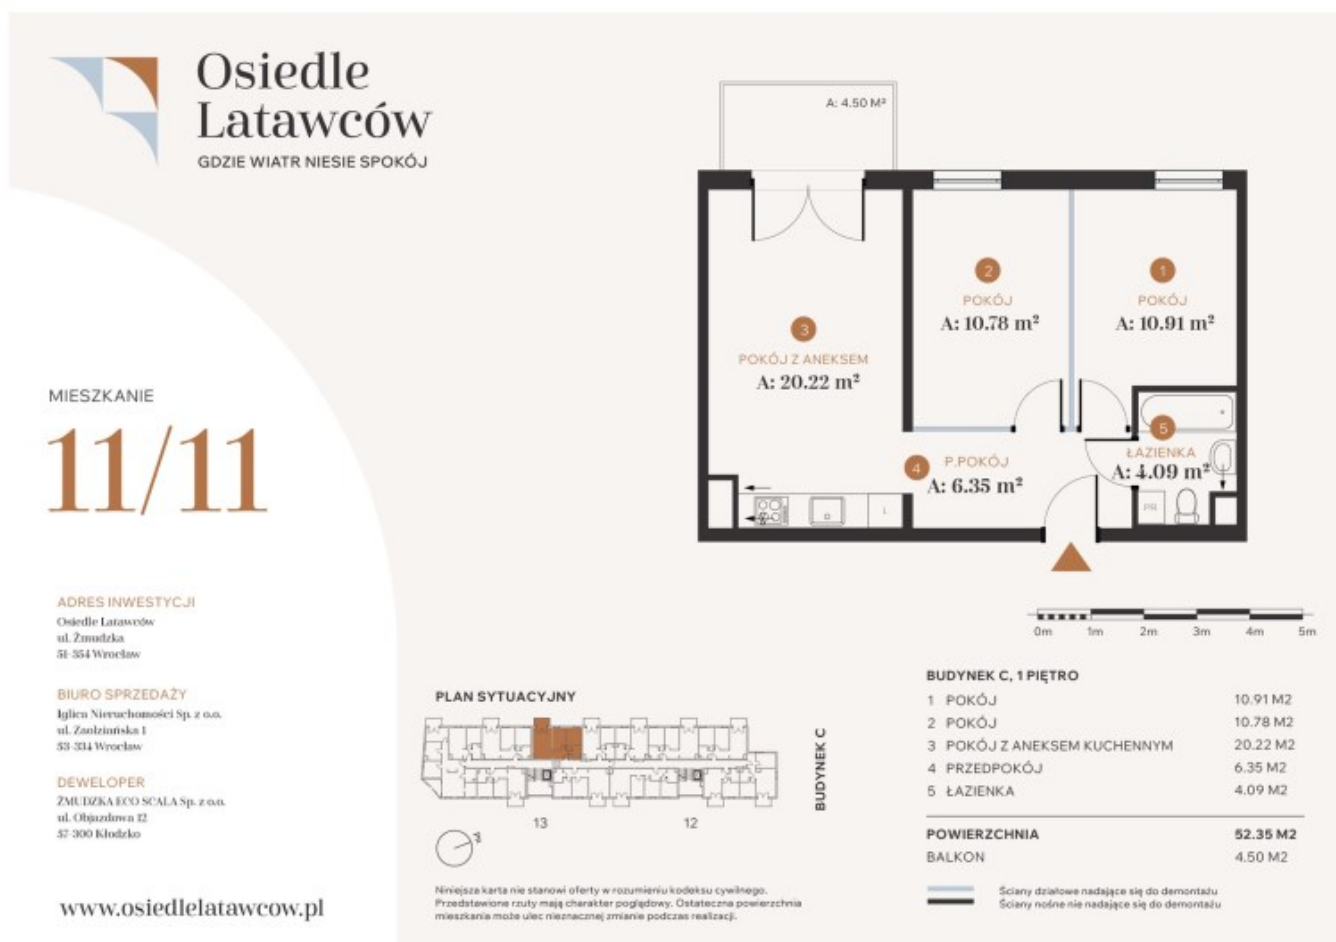 Osiedle
Latawców
GDZIE WIATR NIESIE SPOKÓJ
MIESZKANIE
11/11
ADRES INWESTYCJI
Osiedle Latawców
ul. Żmudzka
51-354 Wrocław
BIURO SPRZEDAŻY
Iglica Nieruchomości Sp. z o.o.
ul. Zaolziańska 1
53-334 Wrocław
DEWELOPER
ŻMUDZKA ECO SCALA Sp. z o.o.
ul. Objazdowa 12
57-300 Kłodzko
www.osiedlelatawcow.pl
A: 4.50 M²
2
POKÓJ
A: 10.78 m²
1
POKÓJ
A: 10.91 m²
3
POKÓJ Z ANEKSEM
A: 20.22 m²
4
P.POKÓJ
A: 6.35 m²
5
ŁAZIENKA
A: 4.09 m²
L
PR
0m 1m 2m 3m 4m 5m
PLAN SYTUACYJNY
13 12
BUDYNEK C
Niniejsza karta nie stanowi oferty w rozumieniu kodeksu cywilnego.
Przedstawione rzuty mają charakter poglądowy. Ostateczna powierzchnia
mieszkania może ulec nieznacznej zmianie podczas realizacji.
BUDYNEK C, 1 PIĘTRO
1 POKÓJ 10.91 M2
2 POKÓJ 10.78 M2
3 POKÓJ Z ANEKSEM KUCHENNYM 20.22 M2
4 PRZEDPOKÓJ 6.35 M2
5 ŁAZIENKA 4.09 M2
POWIERZCHNIA 52.35 M2
BALKON 4.50 M2
Ściany działowe nadające się do demontażu
Ściany nośne nie nadające się do demontażu